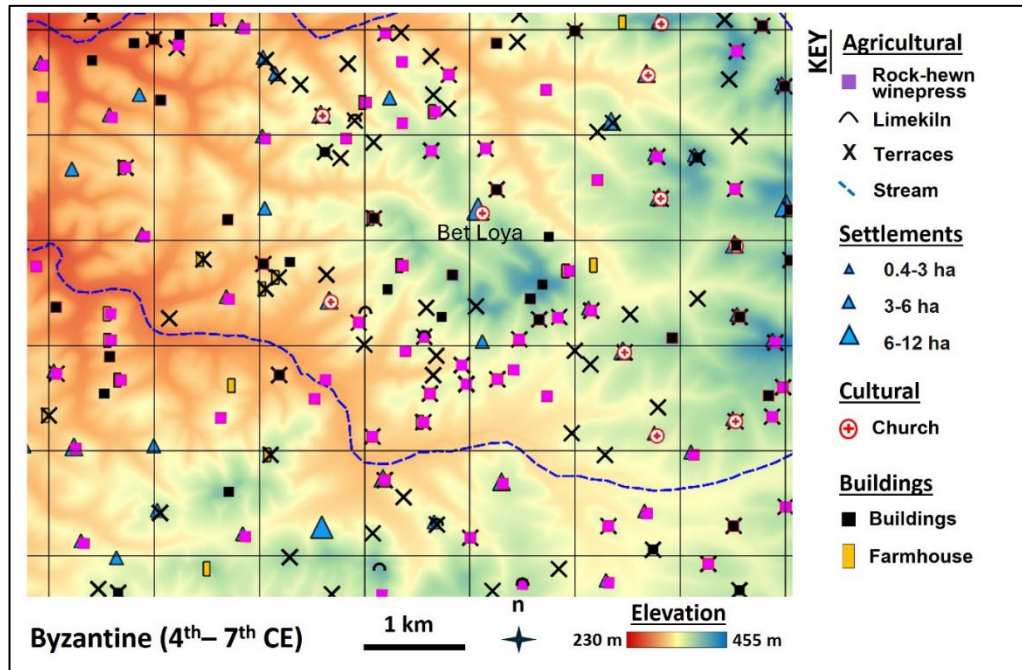 KEY
Agricultural
Rock-hewn
winepress
Limekiln
Terraces
Stream
Settlements
0.4-3 ha
3-6 ha
6-12 ha
Cultural
Church
Buildings
Buildings
Farmhouse
Bet Loya
Byzantine (4th– 7th CE)
1 km
n
Elevation
230 m
455 m